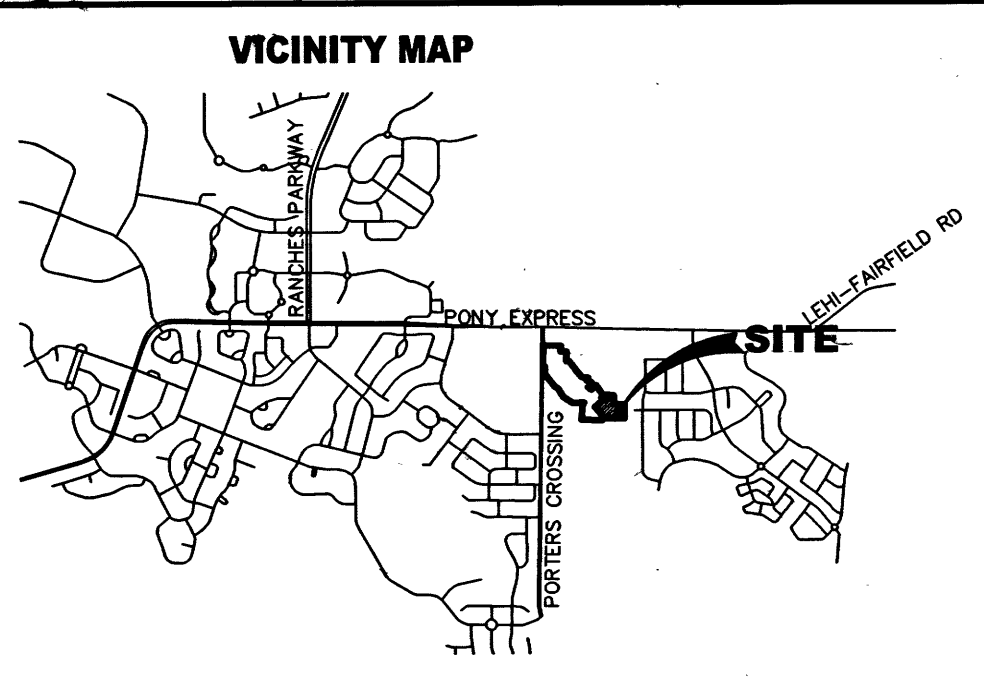 VICINITY MAP
RANCHES PARKWAY
LEHI-FAIRFIELD RD
PONY EXPRESS
SITE
PORTERS CROSSING